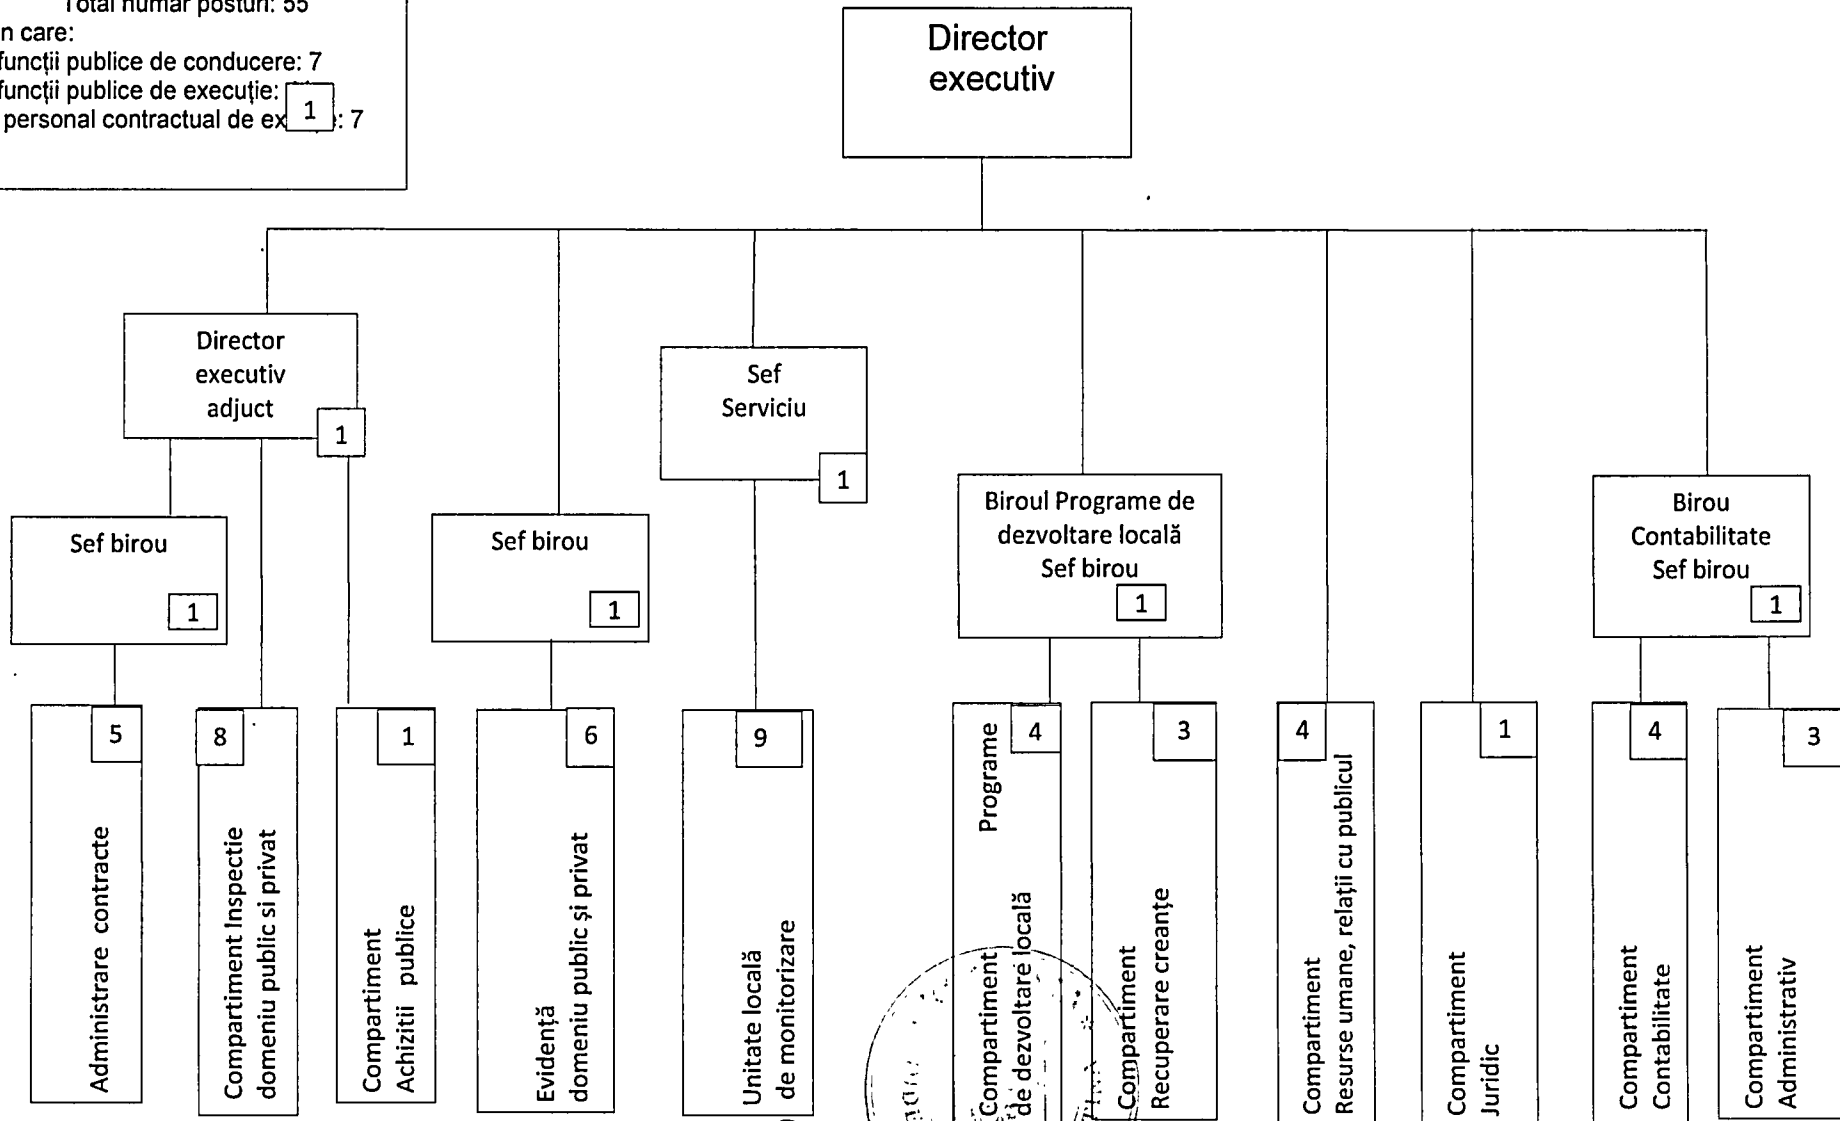 Total număr posturi: 55
n care:
funcții publice de conducere: 7
funcții publice de execuție:
1
personal contractual de ex : 7
Director
executiv
Director
executiv
adjuct
1
Sef
Serviciu
1
Sef birou
1
Sef birou
1
Biroul Programe de
dezvoltare locală
Sef birou
1
Birou
Contabilitate
Sef birou
1
5
Administrare contracte
8
Compartiment Inspectie
domeniu public si privat
1
Compartiment
Achizitii publice
6
Evidență
domeniu public și privat
9
Unitate locală
de monitorizare
4
Compartiment Programe
de dezvoltare locală
3
Compartiment
Recuperare creanțe
4
Compartiment
Resurse umane, relații cu publicul
1
Compartiment
Juridic
4
Compartiment
Contabilitate
3
Compartiment
Administrativ